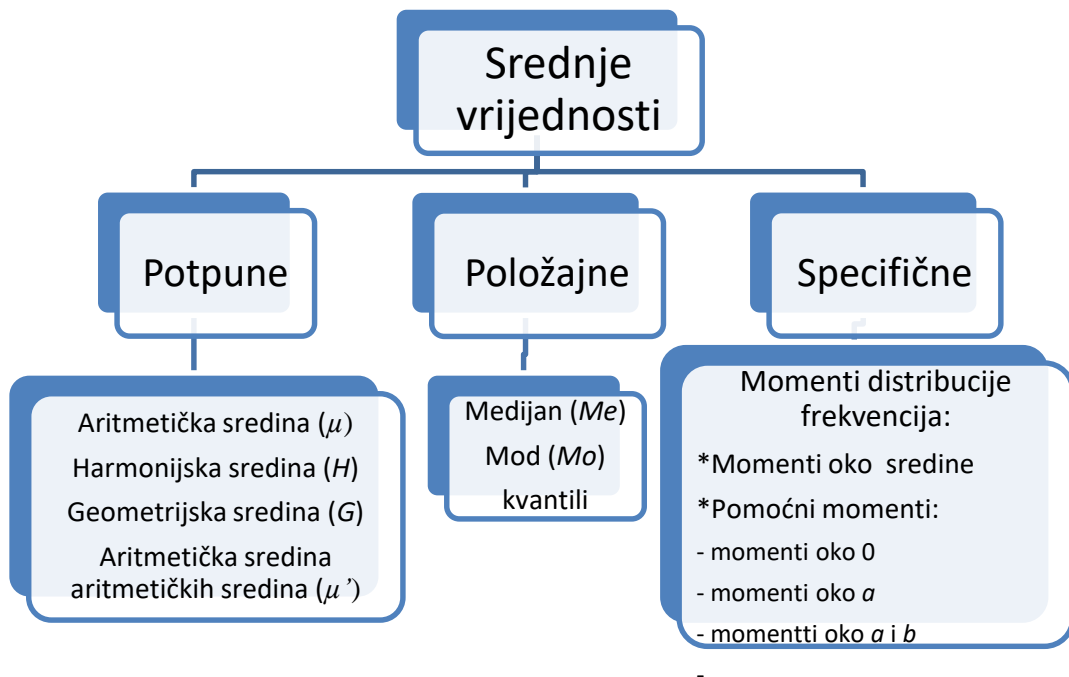 Srednje
vrijednosti
Potpune
Položajne
Specifične
Aritmetička sredina (μ)
Harmonijska sredina (H)
Geometrijska sredina (G)
Aritmetička sredina
aritmetičkih sredina (μ’)
Medijan (Me)
Mod (Mo)
kvantili
Momenti distribucije
frekvencija:
*Momenti oko sredine
*Pomoćni momenti:
- momenti oko 0
- momenti oko a
- momentti oko a i b
-